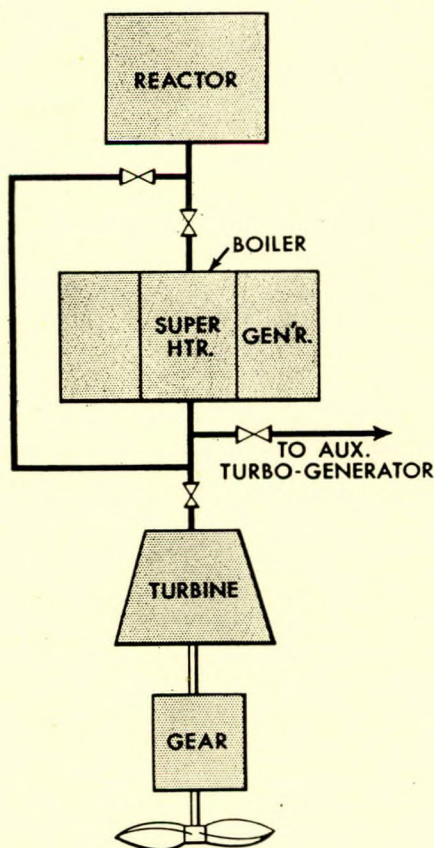 REACTOR
BOILER
SUPER
HTR.
GEN'R.
TO AUX.
TURBO-GENERATOR
TURBINE
GEAR